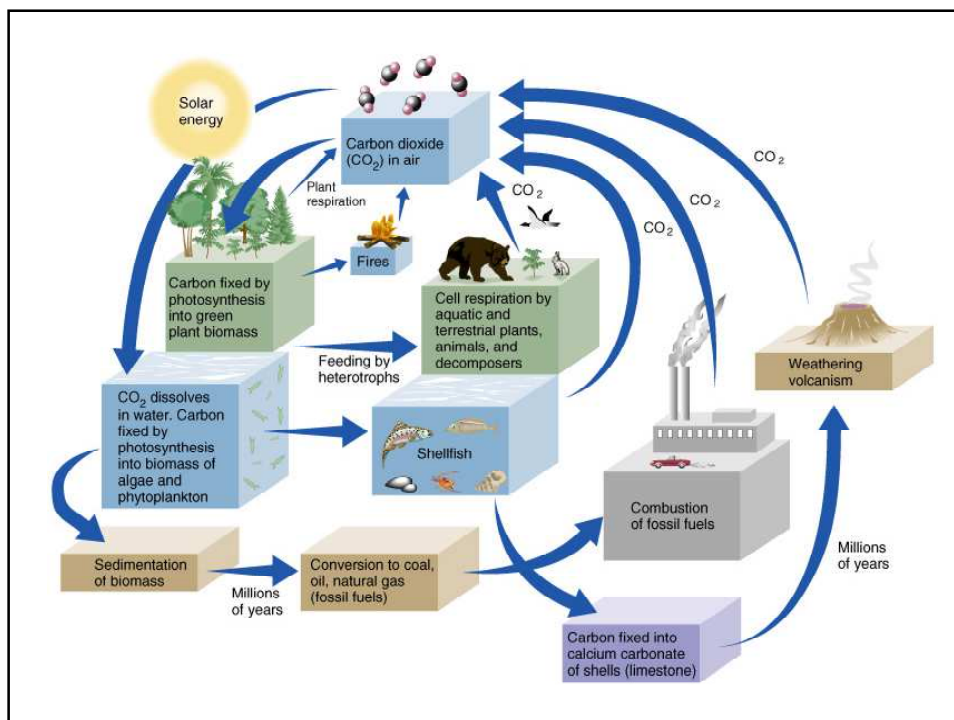 Solar
energy
Carbon dioxide
(CO2) in air
Plant
respiration
CO2
CO2
CO2
CO2
Fires
Carbon fixed by
photosynthesis
into green
plant biomass
Cell respiration by
aquatic and
terrestrial plants,
animals, and
decomposers
Feeding by
heterotrophs
Weathering
volcanism
CO2 dissolves
in water. Carbon
fixed by
photosynthesis
into biomass of
algae and
phytoplankton
Shellfish
Combustion
of fossil fuels
Sedimentation
of biomass
Millions
of years
Conversion to coal,
oil, natural gas
(fossil fuels)
Millions
of years
Carbon fixed into
calcium carbonate
of shells (limestone)